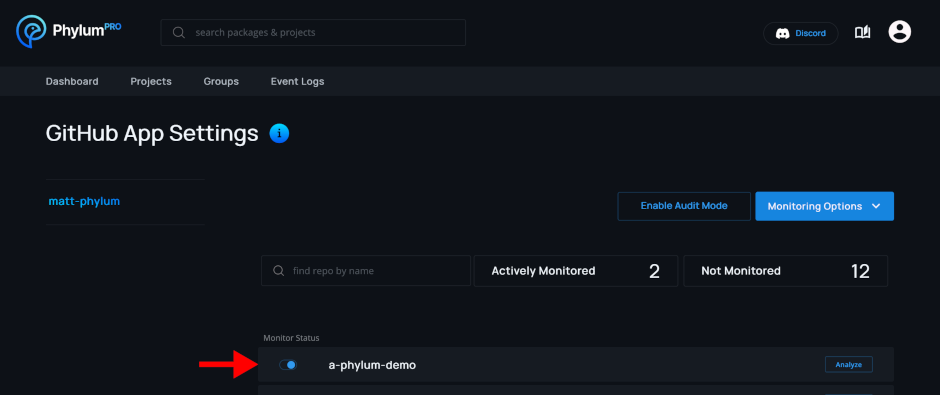 Phylum PRO
search packages & projects
Discord
Dashboard Projects Groups Event Logs
GitHub App Settings i
matt-phylum
Enable Audit Mode Monitoring Options
find repo by name Actively Monitored 2 Not Monitored 12
Monitor Status
a-phylum-demo Analyze